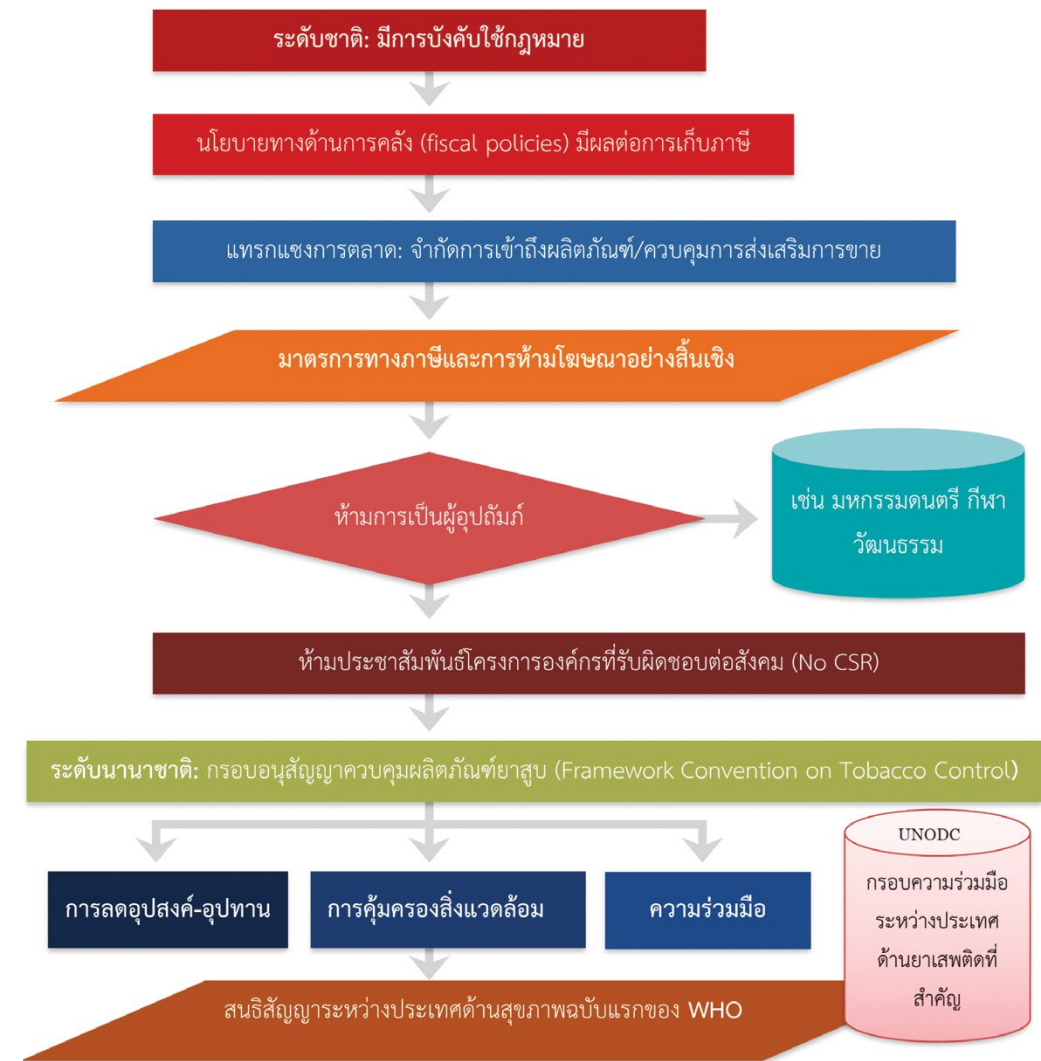 ระดับชาติ: มีการบังคับใช้กฎหมาย
นโยบายทางด้านการคลัง (fiscal policies) มีผลต่อการเก็บภาษี
แทรกแซงการตลาด: จำกัดการเข้าถึงผลิตภัณฑ์/ควบคุมการส่งเสริมการขาย
มาตรการทางภาษีและการห้ามโฆษณาอย่างสิ้นเชิง
ห้ามการเป็นผู้อุปถัมภ์
เช่น มหกรรมดนตรี กีฬา
วัฒนธรรม
ห้ามประชาสัมพันธ์โครงการองค์กรที่รับผิดชอบต่อสังคม (No CSR)
ระดับนานาชาติ: กรอบอนุสัญญาควบคุมผลิตภัณฑ์ยาสูบ (Framework Convention on Tobacco Control)
การลดอุปสงค์-อุปทาน
การคุ้มครองสิ่งแวดล้อม
ความร่วมมือ
UNODC
กรอบความร่วมมือ
ระหว่างประเทศ
ด้านยาเสพติดที่
สำคัญ
สนธิสัญญาระหว่างประเทศด้านสุขภาพฉบับแรกของ WHO